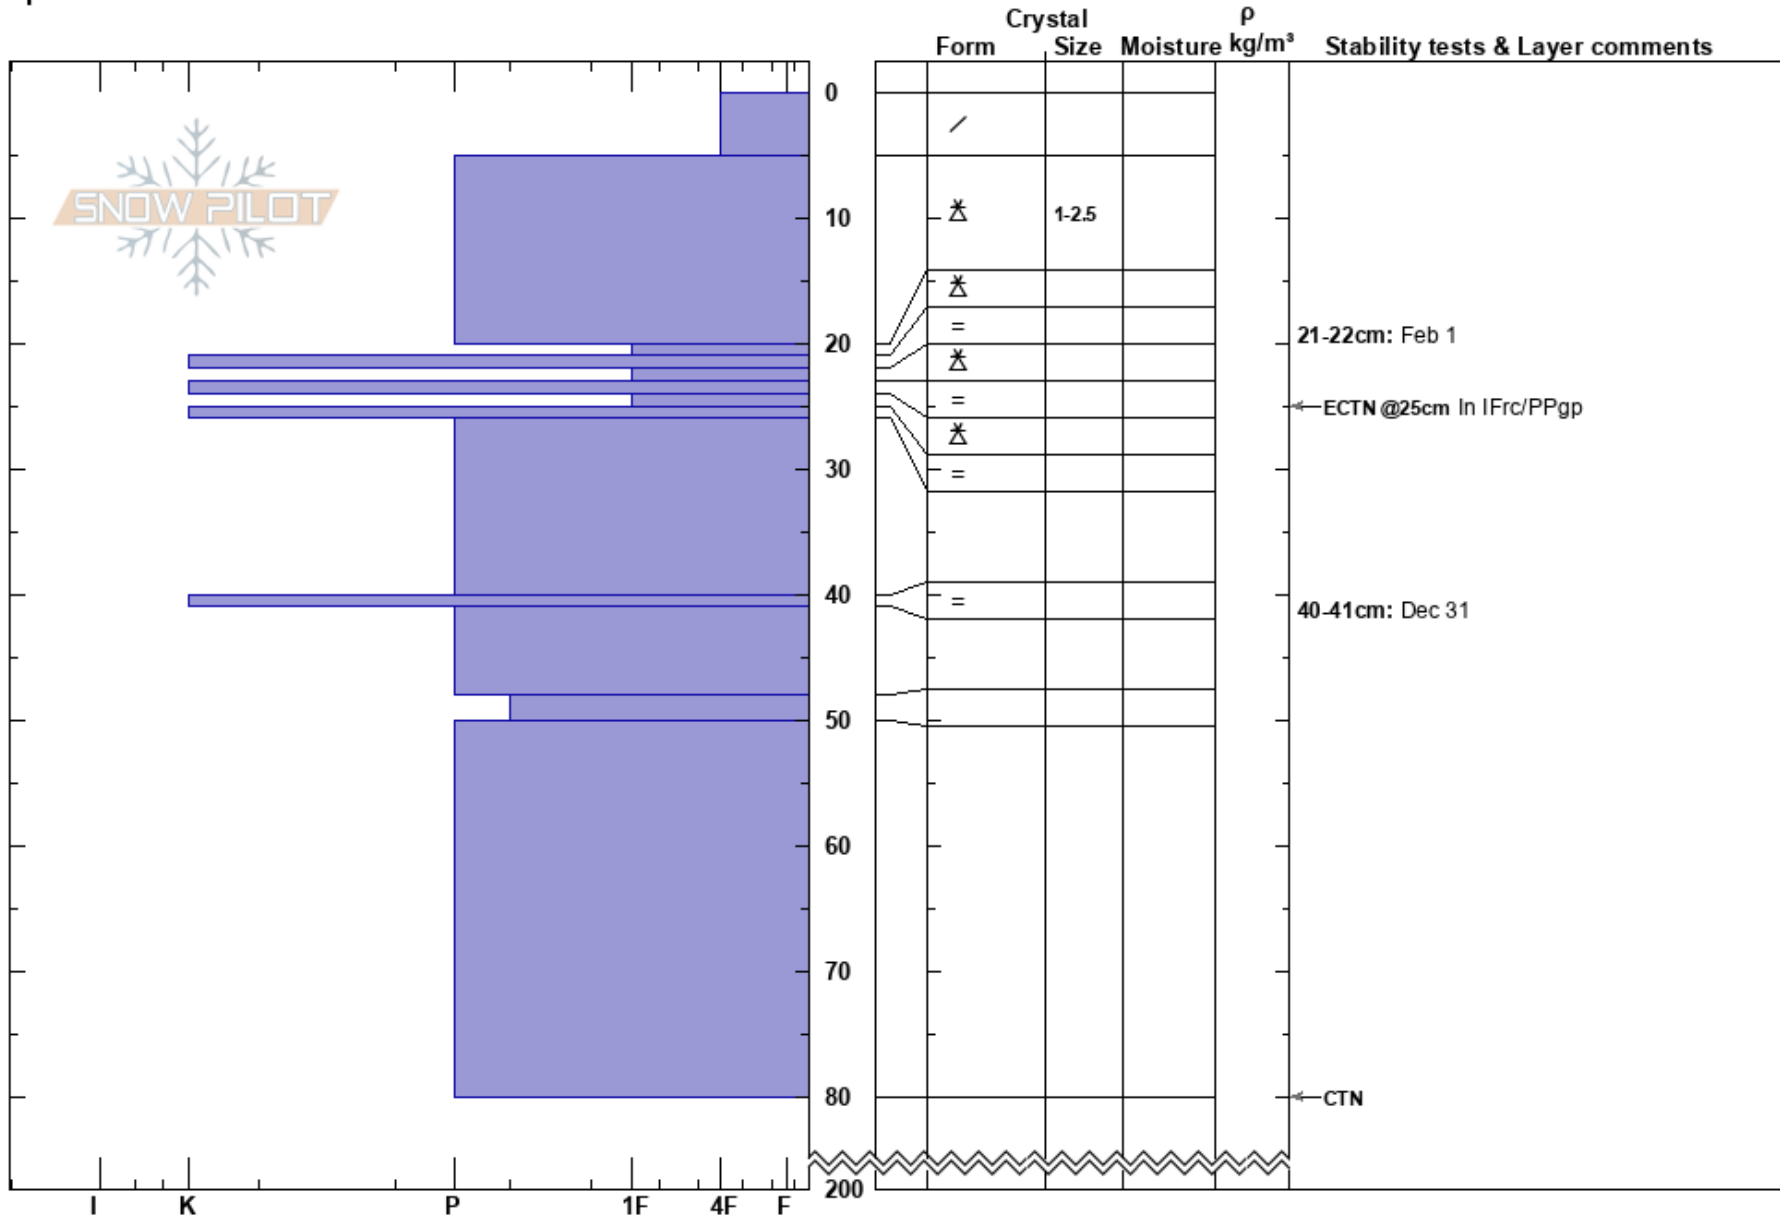 Crystal ρ
Form Size Moisture kg/m³ Stability tests & Layer comments
0
SNOW PILOT
10 1-2.5
=
20 21-22cm: Feb 1
= ECTN @25cm In IFrc/PPgp
30 =
40 = 40-41cm: Dec 31
50
60
70
80 CTN
200
I K P 1F 4F F